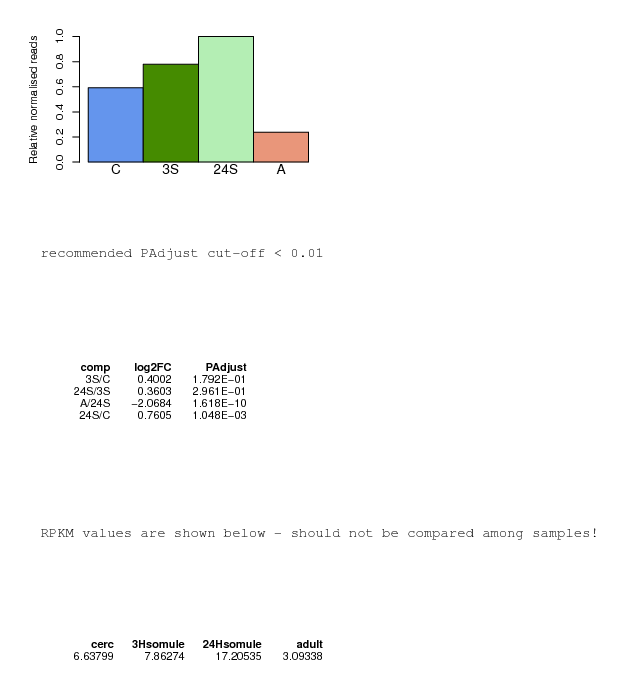 Relative normalised reads
1.0
0.8
0.6
0.4
0.2
0.0
C 3S 24S A
recommended PAdjust cut-off < 0.01
comp log2FC PAdjust
3S/C 0.4002 1.792E−01
24S/3S 0.3603 2.961E−01
A/24S −2.0684 1.618E−10
24S/C 0.7605 1.048E−03
RPKM values are shown below - should not be compared among samples!
cerc 3Hsomule 24Hsomule adult
6.63799 7.86274 17.20535 3.09338